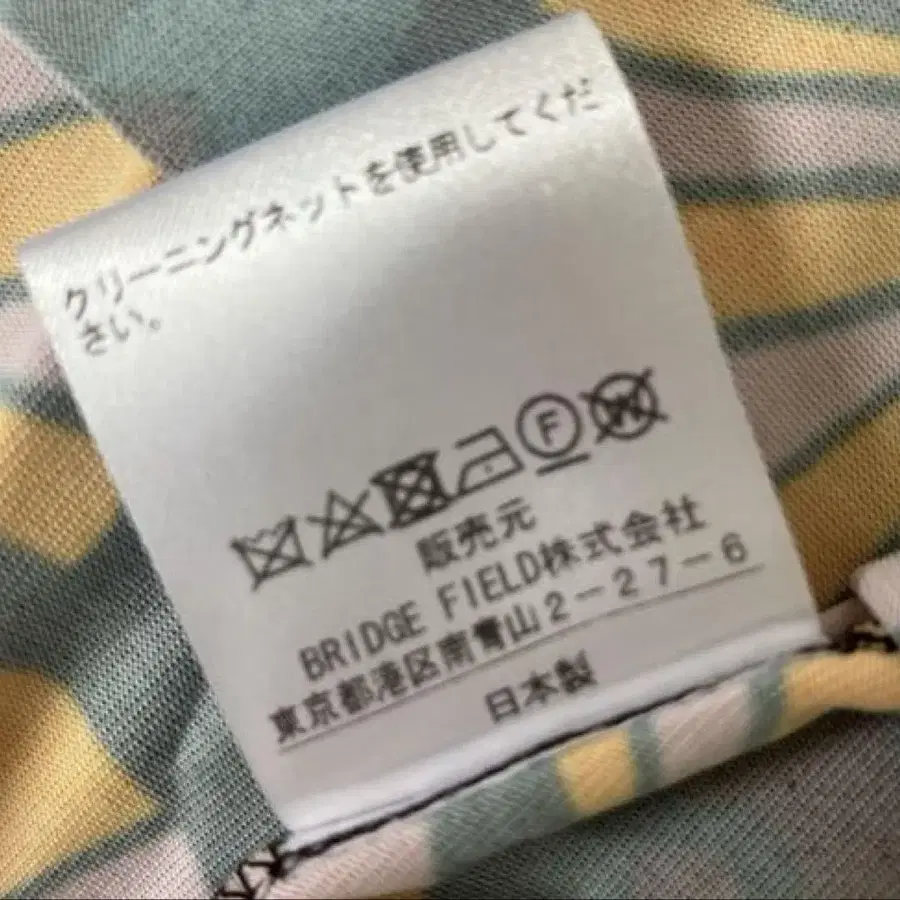 クリーニングネットを使用してくだ
さい。
F W
販売元
BRIDGE FIELD株式会社
東京都港区南青山2-27-6
日本製